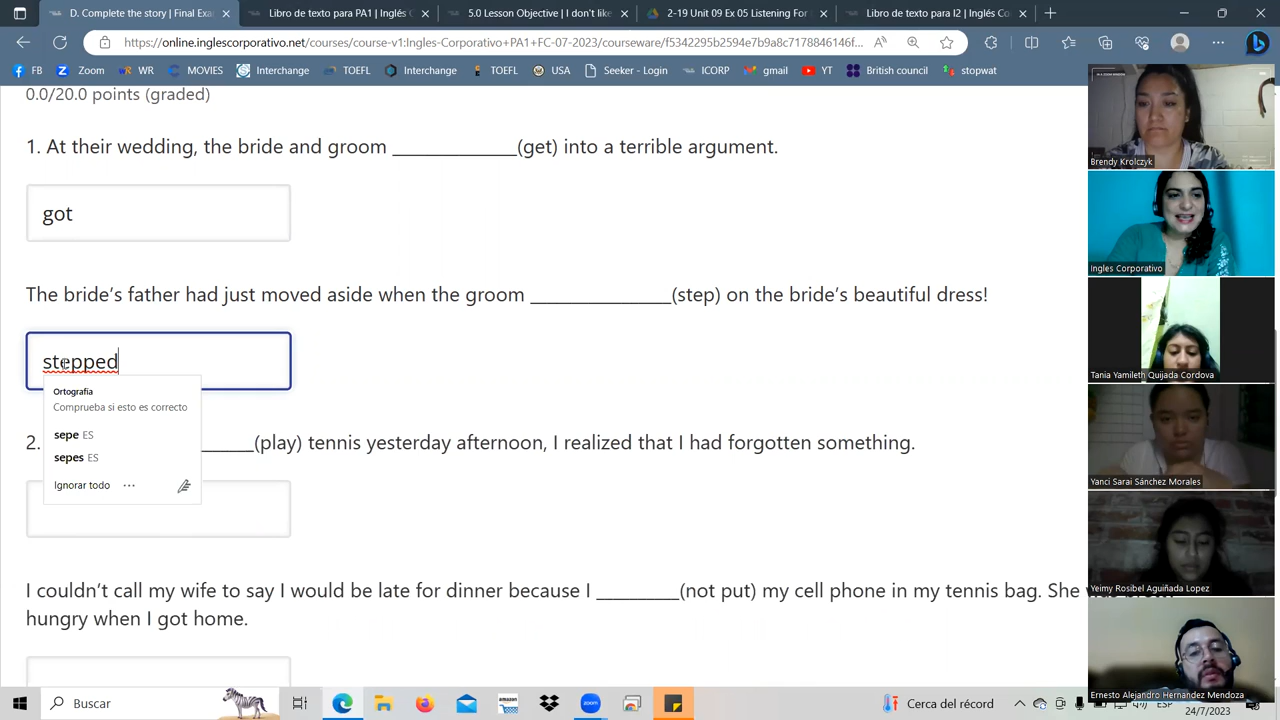 D. Complete the story | Final Exa
Libro de texto para PA1 | Inglés C
5.0 Lesson Objective | I don't like
2-19 Unit 09 Ex 05 Listening For
Libro de texto para I2 | Inglés Co
https://online.inglescorporativo.net/courses/course-v1:Ingles-Corporativo+PA1+FC-07-2023/courseware/f5342295b2594e7b9a8c7178846146f...
FB
Zoom
WR
MOVIES
Interchange
TOEFL
Interchange
TOEFL
USA
Seeker - Login
ICORP
gmail
YT
British council
stopwat
0.0/20.0 points (graded)
1. At their wedding, the bride and groom ______________(get) into a terrible argument.
got
The bride's father had just moved aside when the groom ________________(step) on the bride's beautiful dress!
stepped
Ortografía
Comprueba si esto es correcto
sepe ES
sepes ES
Ignorar todo ...
2. ______(play) tennis yesterday afternoon, I realized that I had forgotten something.
I couldn't call my wife to say I would be late for dinner because I _________(not put) my cell phone in my tennis bag. She
hungry when I got home.
Brendy Krolczyk
Ingles Corporativo
Tania Yamileth Quijada Cordova
Yanci Sarai Sánchez Morales
Yeimy Rosibel Aguiñada Lopez
Ernesto Alejandro Hernandez Mendoza
Buscar
amazon
zoom
Cerca del récord
ESP
24/7/2023